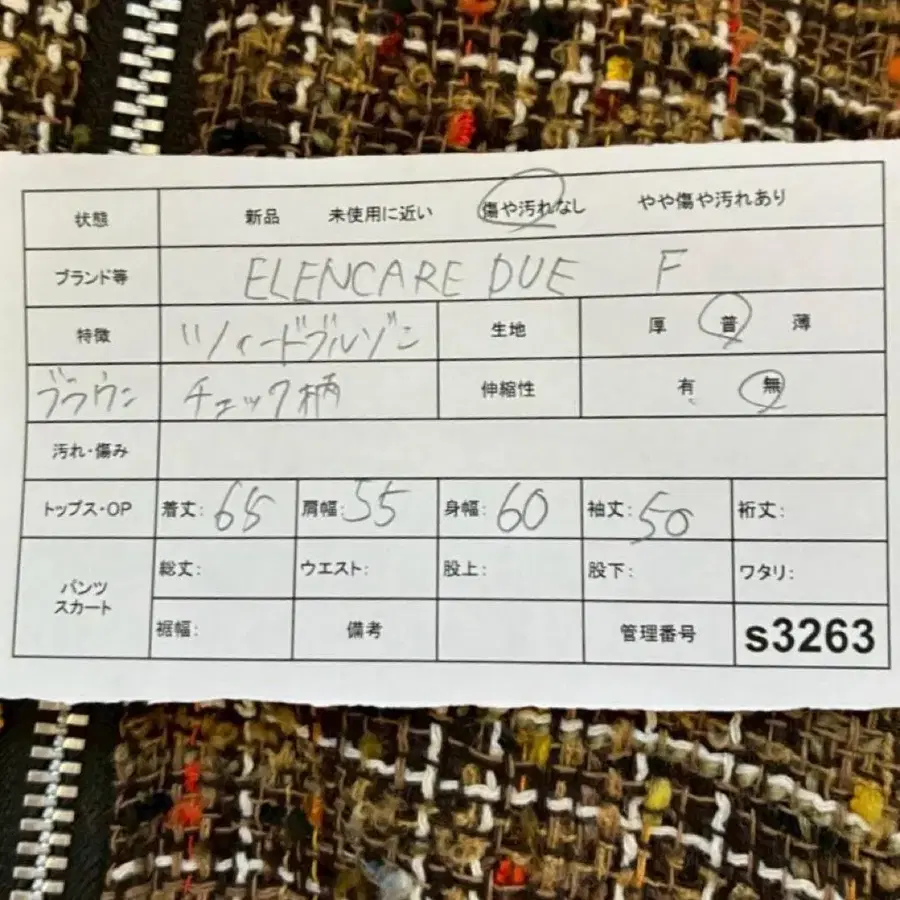 状態 新品 未使用に近い 傷や汚れなし やや傷や汚れあり
ブランド等 ELENCARE DUE F
特徴 ツィードブルゾン 生地 厚 普 薄
ブラウン チェック柄 伸縮性 有 無
汚れ・傷み
トップス・OP 着丈: 65 肩幅: 55 身幅: 60 袖丈: 50 裄丈:
パンツ スカート 総丈: ウエスト: 股上: 股下: ワタリ:
裾幅: 備考 管理番号 s3263